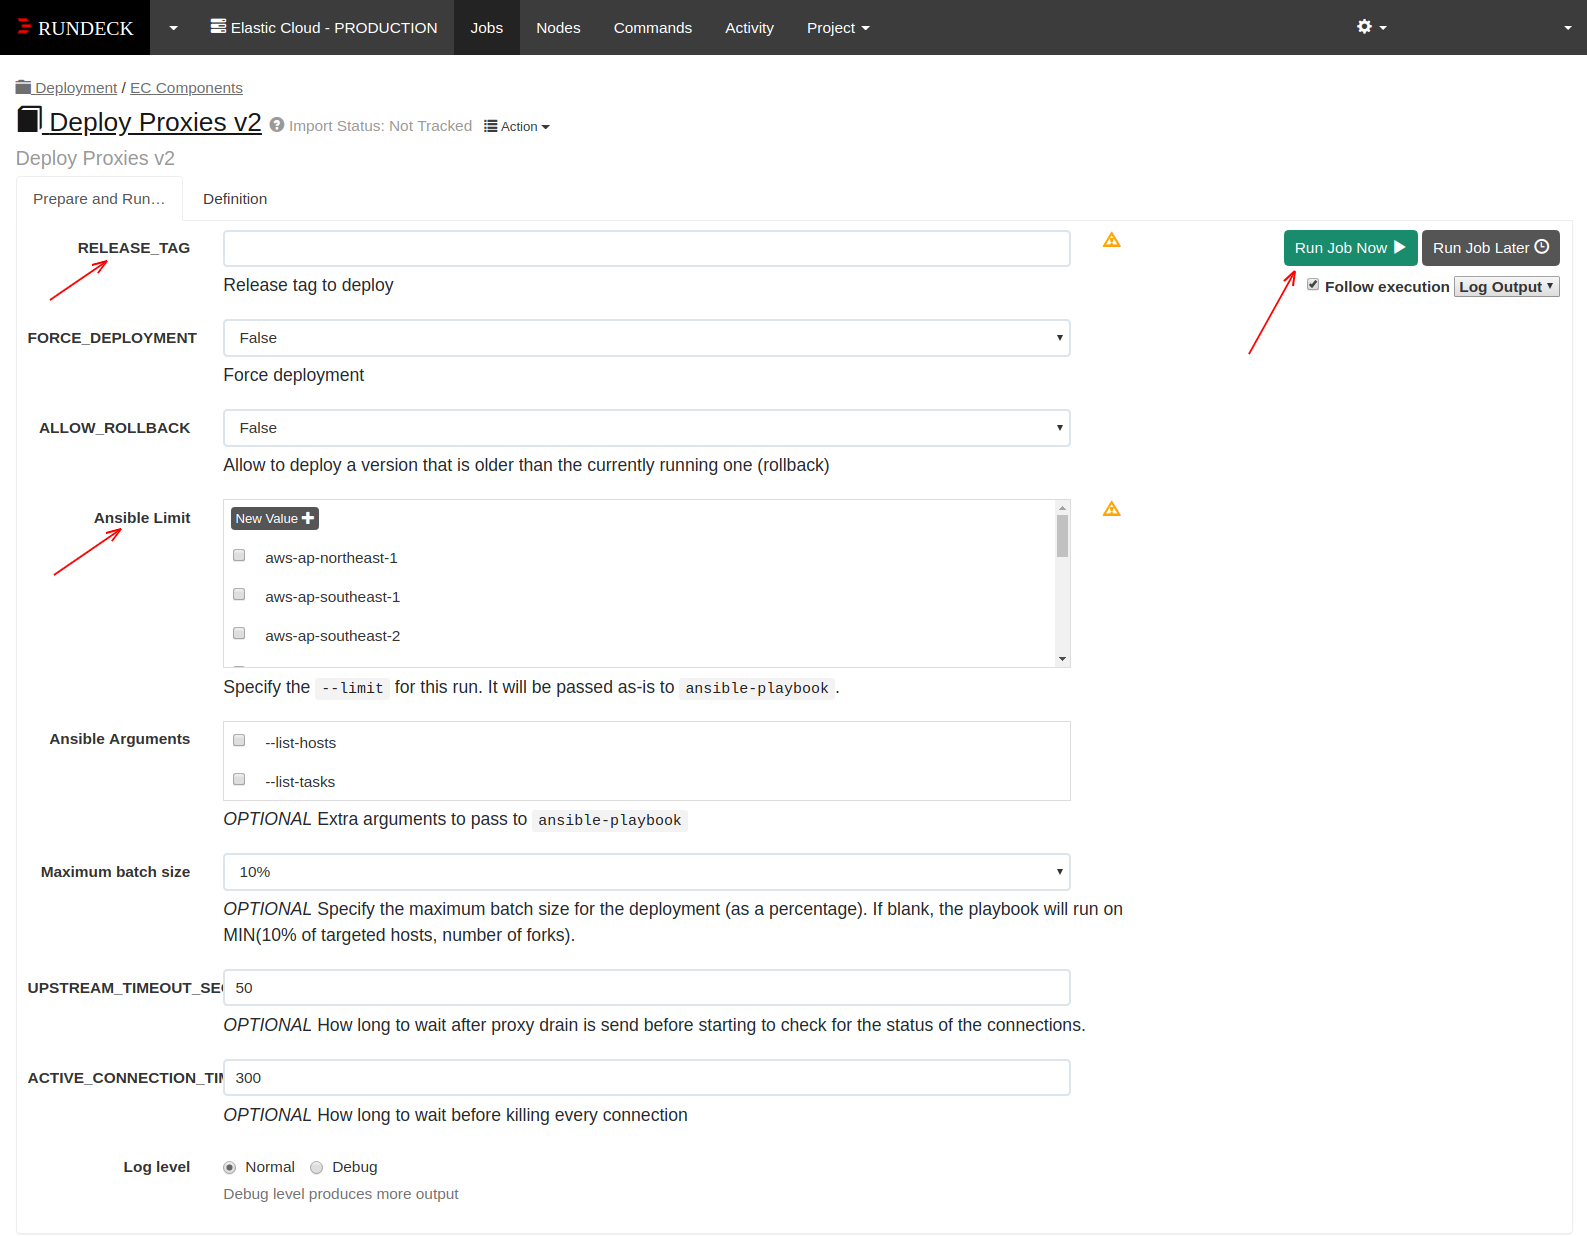 RUNDECK Elastic Cloud - PRODUCTION Jobs Nodes Commands Activity Project
Deployment / EC Components
Deploy Proxies v2 Import Status: Not Tracked Action
Deploy Proxies v2
Prepare and Run… Definition
RELEASE_TAG
Run Job Now Run Job Later
Release tag to deploy
Follow execution Log Output
FORCE_DEPLOYMENT False
Force deployment
ALLOW_ROLLBACK False
Allow to deploy a version that is older than the currently running one (rollback)
Ansible Limit New Value
aws-ap-northeast-1
aws-ap-southeast-1
aws-ap-southeast-2
Specify the --limit for this run. It will be passed as-is to ansible-playbook.
Ansible Arguments --list-hosts
--list-tasks
OPTIONAL Extra arguments to pass to ansible-playbook
Maximum batch size 10%
OPTIONAL Specify the maximum batch size for the deployment (as a percentage). If blank, the playbook will run on
MIN(10% of targeted hosts, number of forks).
UPSTREAM_TIMEOUT_SE 50
OPTIONAL How long to wait after proxy drain is send before starting to check for the status of the connections.
ACTIVE_CONNECTION_TI 300
OPTIONAL How long to wait before killing every connection
Log level Normal Debug
Debug level produces more output